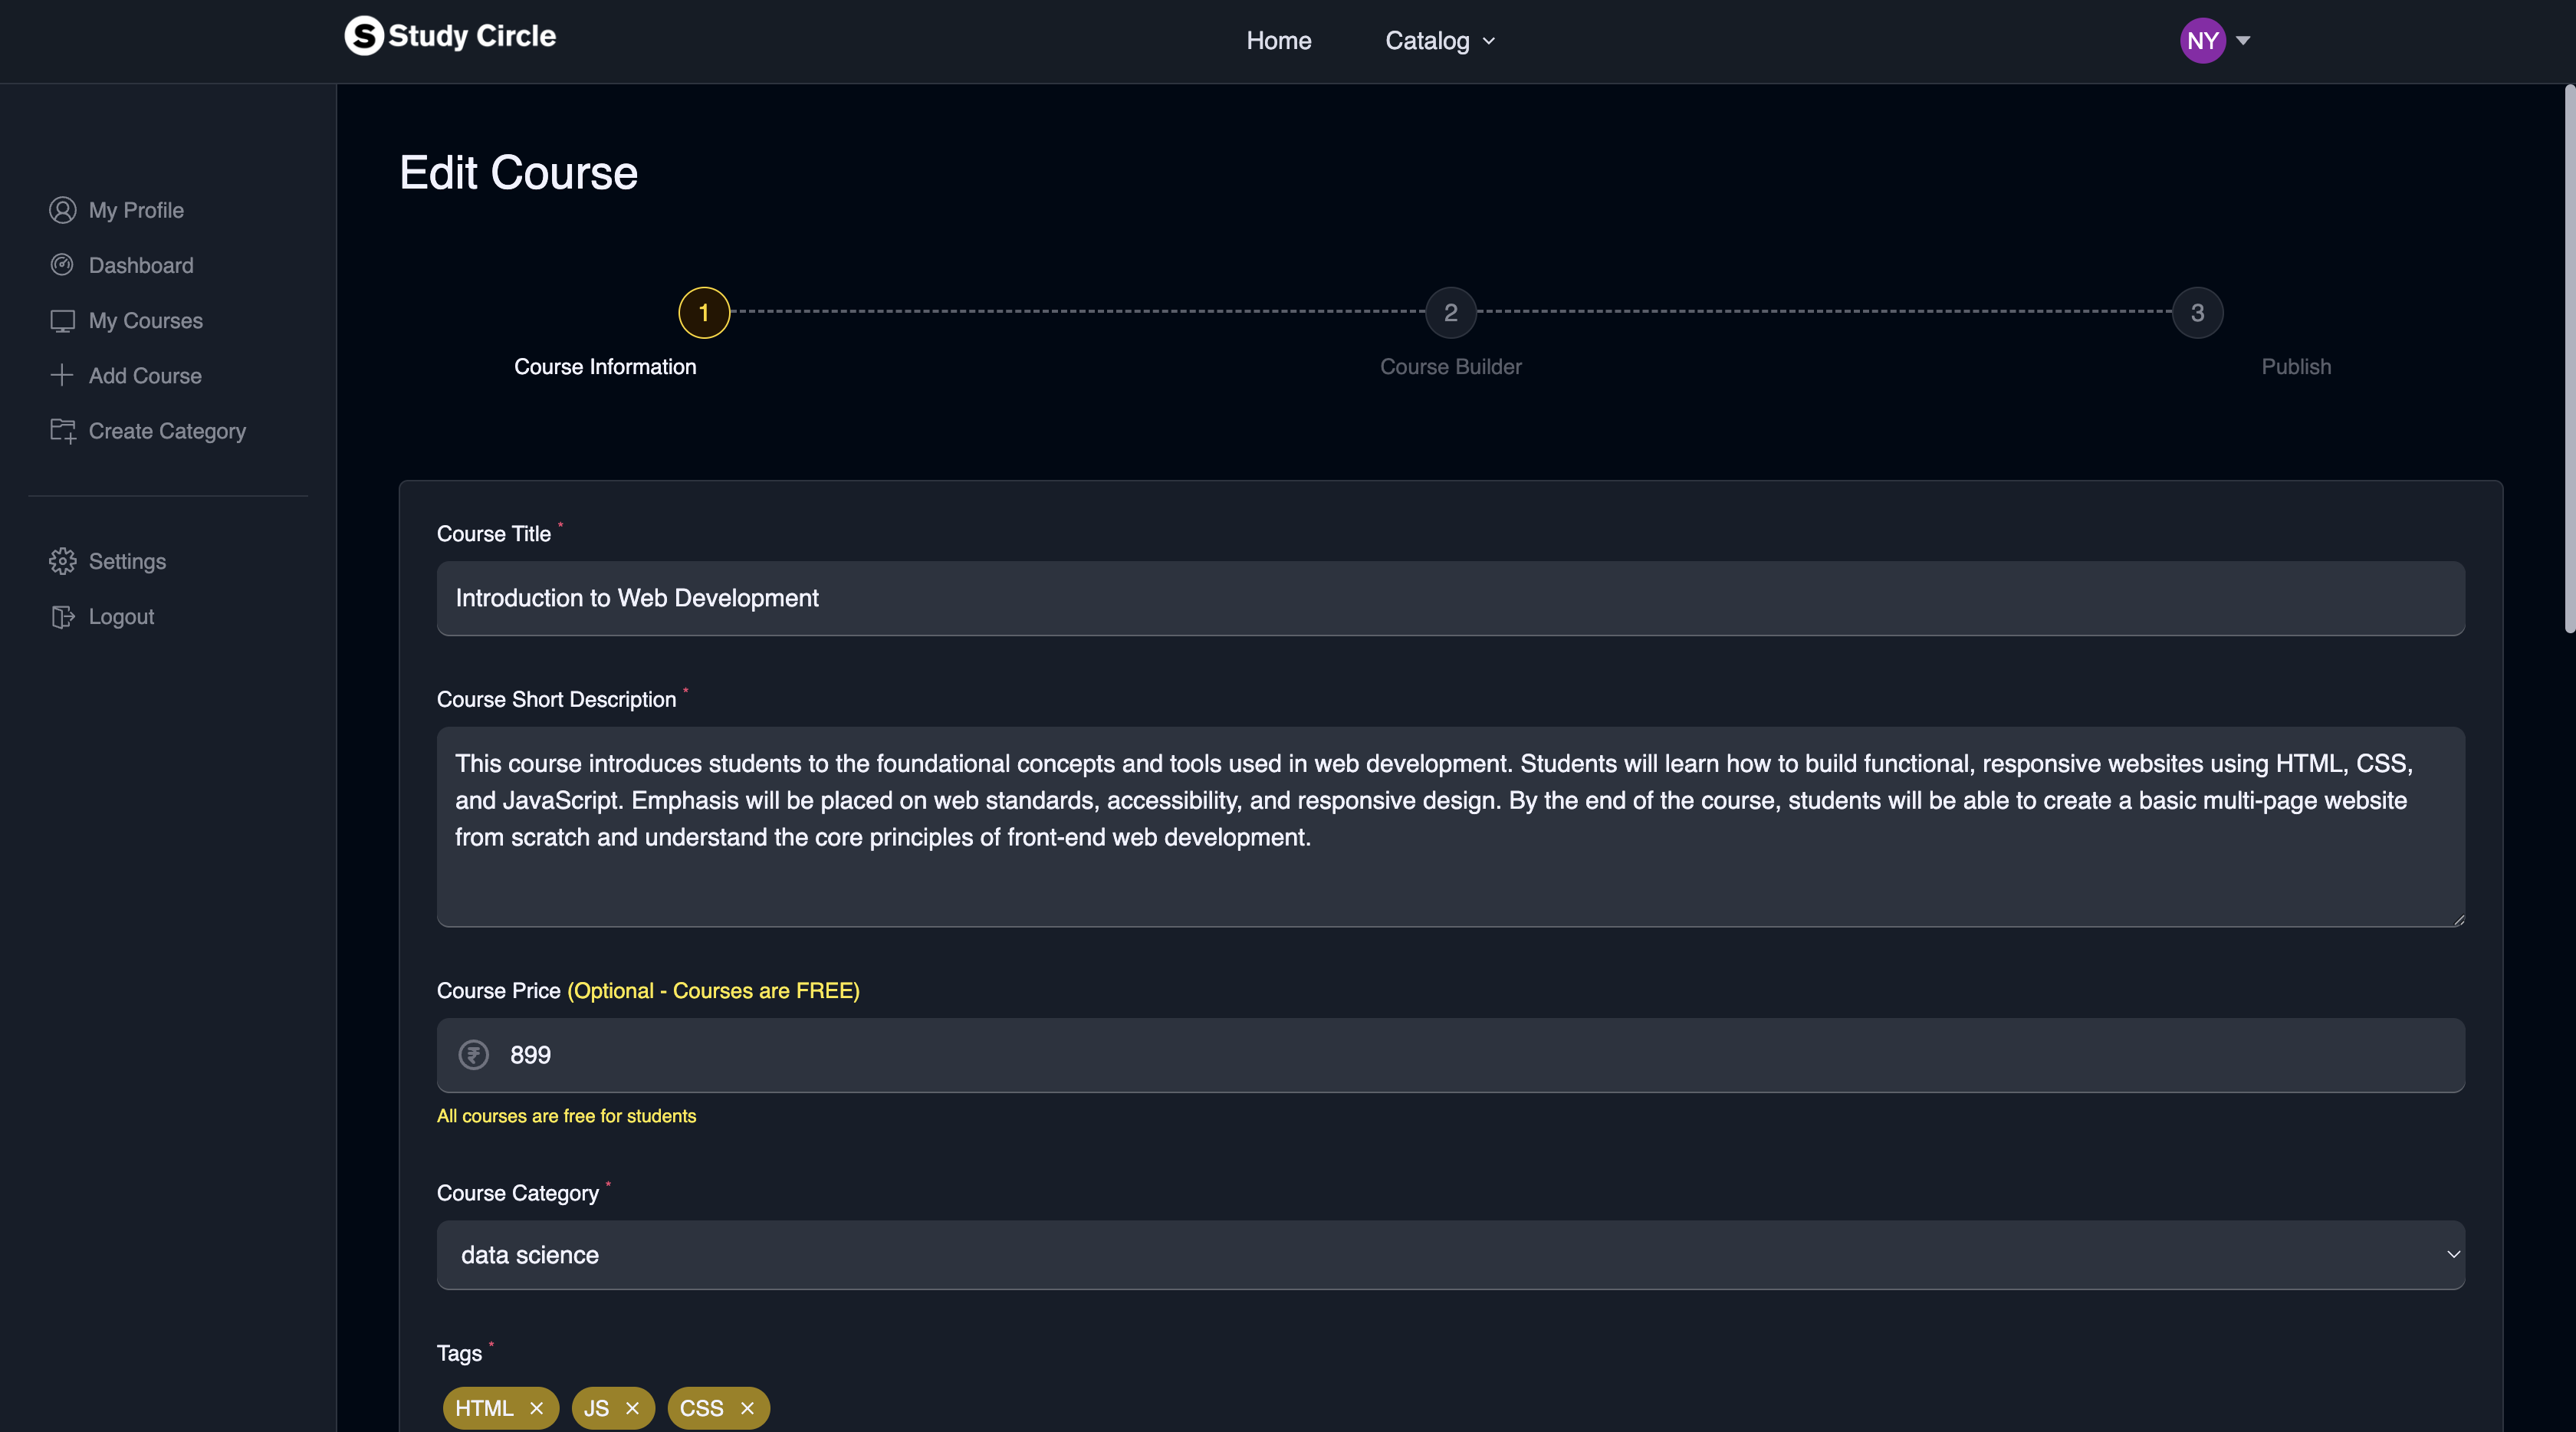 S Study Circle
Home
Catalog
NY
My Profile
Dashboard
My Courses
Add Course
Create Category
Settings
Logout
Edit Course
1
2
3
Course Information
Course Builder
Publish
Course Title *
Introduction to Web Development
Course Short Description *
This course introduces students to the foundational concepts and tools used in web development. Students will learn how to build functional, responsive websites using HTML, CSS,
and JavaScript. Emphasis will be placed on web standards, accessibility, and responsive design. By the end of the course, students will be able to create a basic multi-page website
from scratch and understand the core principles of front-end web development.
Course Price (Optional - Courses are FREE)
₹ 899
All courses are free for students
Course Category *
data science
Tags *
HTML ×
JS ×
CSS ×